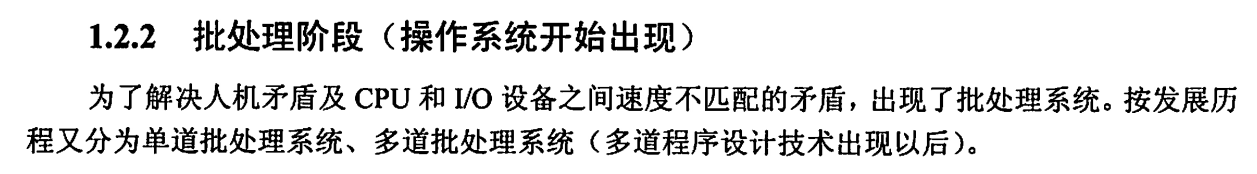 1.2.2 批处理阶段（操作系统开始出现）
为了解决人机矛盾及 CPU 和 I/O 设备之间速度不匹配的矛盾，出现了批处理系统。按发展历
程又分为单道批处理系统、多道批处理系统（多道程序设计技术出现以后）。